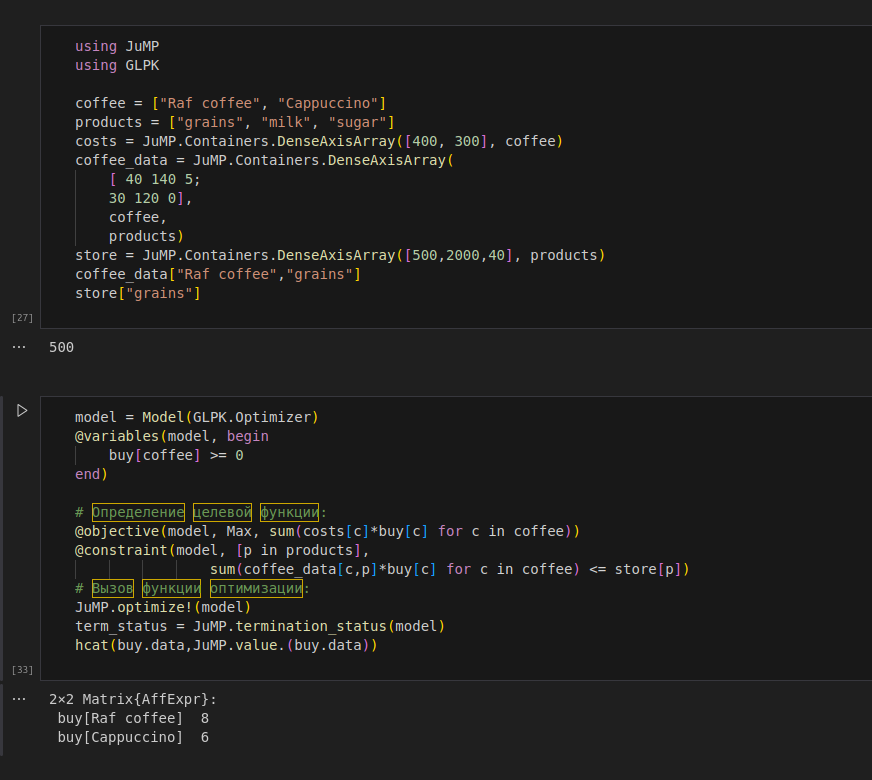 using JuMP
using GLPK
coffee = ["Raf coffee", "Cappuccino"]
products = ["grains", "milk", "sugar"]
costs = JuMP.Containers.DenseAxisArray([400, 300], coffee)
coffee_data = JuMP.Containers.DenseAxisArray(
[ 40 140 5;
30 120 0],
coffee,
products)
store = JuMP.Containers.DenseAxisArray([500,2000,40], products)
coffee_data["Raf coffee","grains"]
store["grains"]
[27]
... 500
model = Model(GLPK.Optimizer)
@variables(model, begin
buy[coffee] >= 0
end)
# Определение целевой функции:
@objective(model, Max, sum(costs[c]*buy[c] for c in coffee))
@constraint(model, [p in products],
sum(coffee_data[c,p]*buy[c] for c in coffee) <= store[p])
# Вызов функции оптимизации:
JuMP.optimize!(model)
term_status = JuMP.termination_status(model)
hcat(buy.data,JuMP.value.(buy.data))
[33]
... 2×2 Matrix{AffExpr}:
buy[Raf coffee] 8
buy[Cappuccino] 6